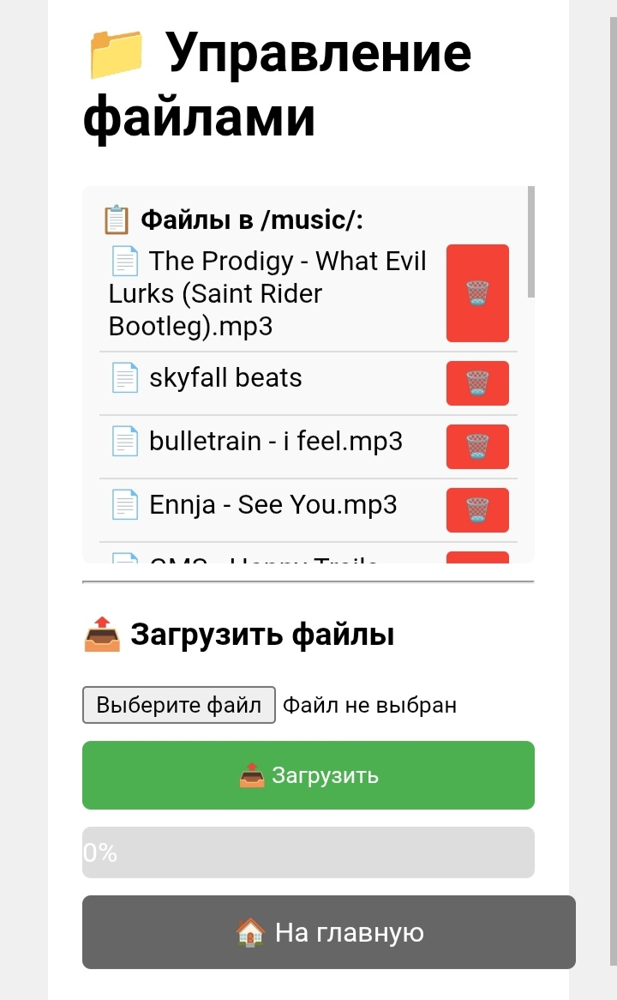 📁 Управление
файлами
📋 Файлы в /music/:
📄 The Prodigy - What Evil
Lurks (Saint Rider
Bootleg).mp3
📄 skyfall beats
📄 bulletrain - i feel.mp3
📄 Ennja - See You.mp3
📤 Загрузить файлы
Выберите файл Файл не выбран
📤 Загрузить
0%
🏠 На главную